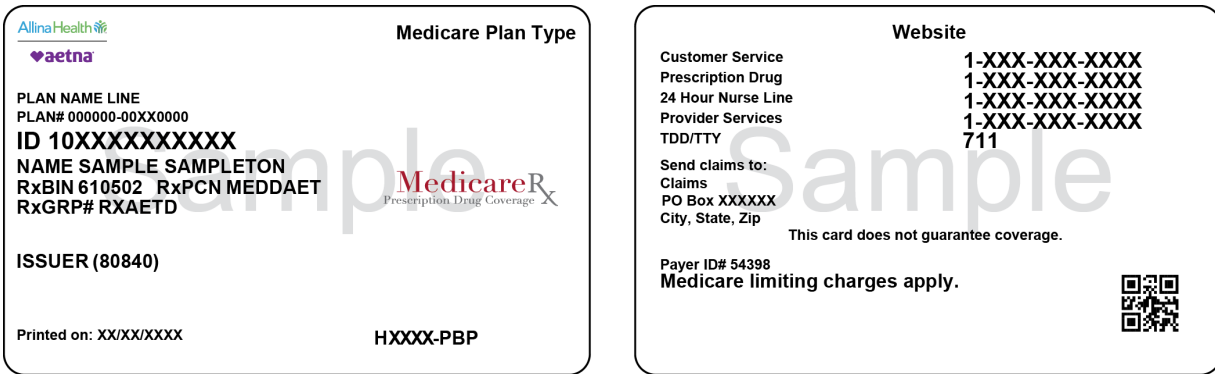 Allina Health
aetna
Medicare Plan Type
PLAN NAME LINE
PLAN# 000000-00XX0000
ID 10XXXXXXXXXX
NAME SAMPLE SAMPLETON
RxBIN 610502 RxPCN MEDDAET
RxGRP# RXAETD
MedicareRx
Prescription Drug Coverage
ISSUER (80840)
Printed on: XX/XX/XXXX
HXXXX-PBP
Sample
Website
Customer Service 1-XXX-XXX-XXXX
Prescription Drug 1-XXX-XXX-XXXX
24 Hour Nurse Line 1-XXX-XXX-XXXX
Provider Services 1-XXX-XXX-XXXX
TDD/TTY 711
Send claims to:
Claims
PO Box XXXXXX
City, State, Zip
This card does not guarantee coverage.
Payer ID# 54398
Medicare limiting charges apply.
Sample